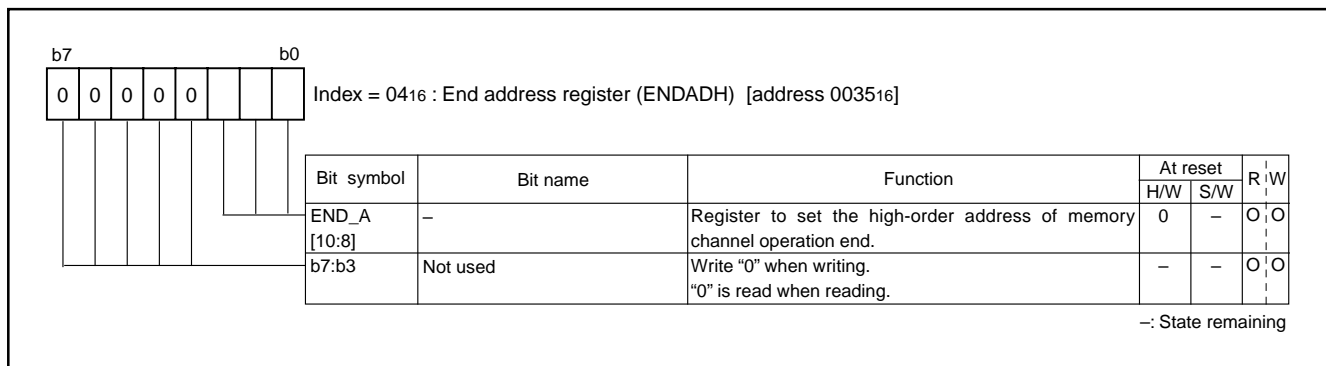 b7 b0
0 0 0 0 0 Index = 0416 : End address register (ENDADH) [address 003516]
Bit symbol Bit name Function At reset R W
H/W S/W
END_A – Register to set the high-order address of memory 0 – O O
[10:8] channel operation end.
b7:b3 Not used Write “0” when writing. – – O O
“0” is read when reading.
–: State remaining